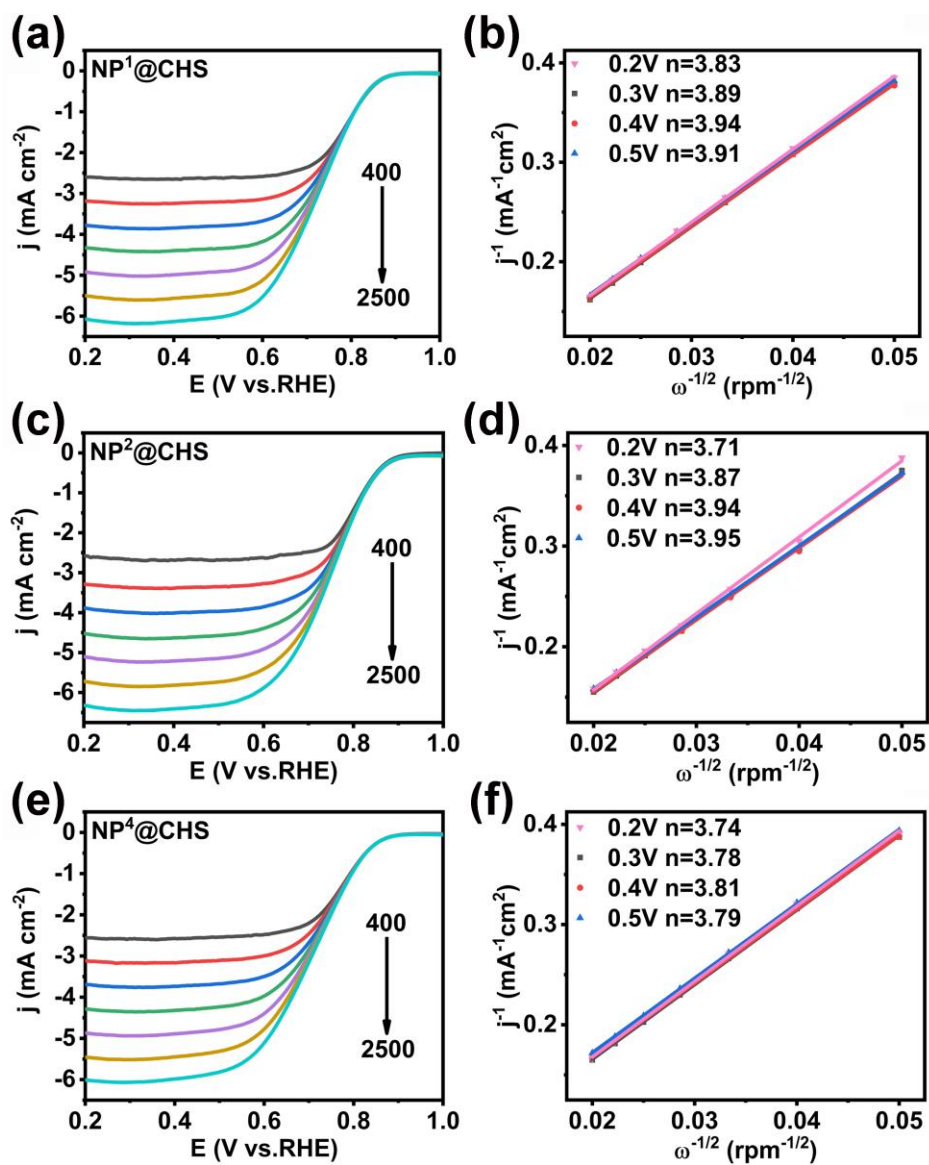 (a)
NP¹@CHS
400
2500
0
-1
-2
-3
-4
-5
-6
j (mA cm⁻²)
0.2 0.4 0.6 0.8 1.0
E (V vs.RHE)
(b)
0.2V n=3.83
0.3V n=3.89
0.4V n=3.94
0.5V n=3.91
0.4
0.3
0.2
j⁻¹ (mA⁻¹cm²)
0.02 0.03 0.04 0.05
ω⁻¹/² (rpm⁻¹/²)
(c)
NP²@CHS
400
2500
0
-1
-2
-3
-4
-5
-6
j (mA cm⁻²)
0.2 0.4 0.6 0.8 1.0
E (V vs.RHE)
(d)
0.2V n=3.71
0.3V n=3.87
0.4V n=3.94
0.5V n=3.95
0.4
0.3
0.2
j⁻¹ (mA⁻¹cm²)
0.02 0.03 0.04 0.05
ω⁻¹/² (rpm⁻¹/²)
(e)
NP⁴@CHS
400
2500
0
-1
-2
-3
-4
-5
-6
j (mA cm⁻²)
0.2 0.4 0.6 0.8 1.0
E (V vs.RHE)
(f)
0.2V n=3.74
0.3V n=3.78
0.4V n=3.81
0.5V n=3.79
0.4
0.3
0.2
j⁻¹ (mA⁻¹cm²)
0.02 0.03 0.04 0.05
ω⁻¹/² (rpm⁻¹/²)